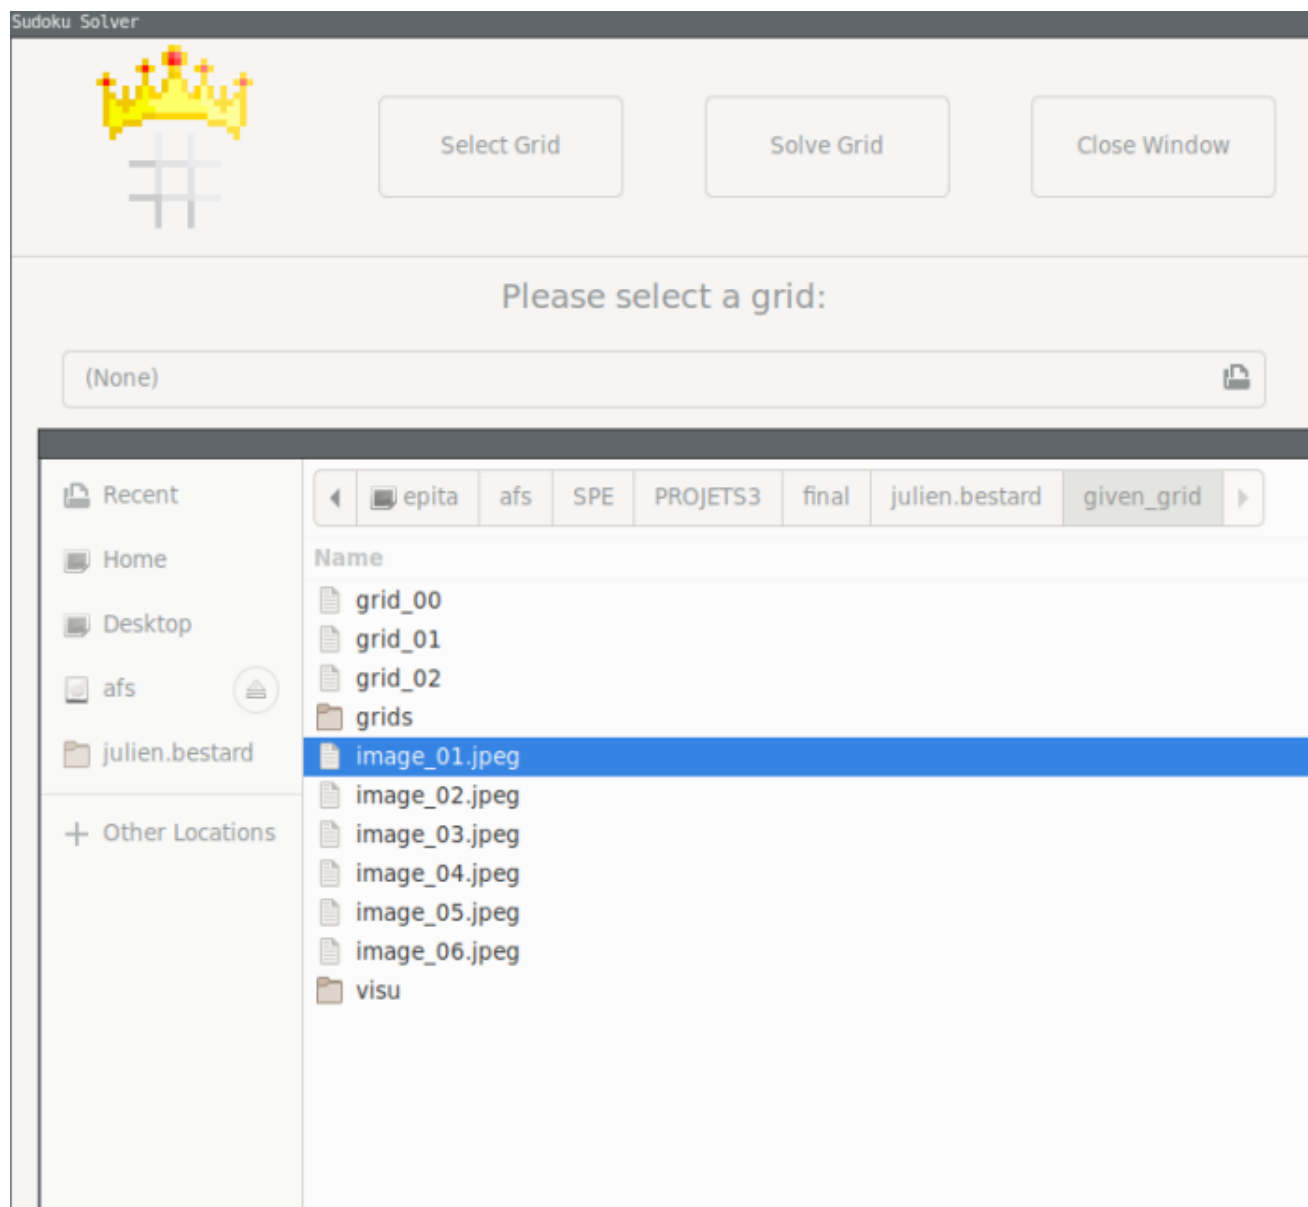 Sudoku Solver
Select Grid Solve Grid Close Window
Please select a grid:
(None)
Recent
Home
Desktop
afs
julien.bestard
Other Locations
epita afs SPE PROJETS3 final julien.bestard given_grid
Name
grid_00
grid_01
grid_02
grids
image_01.jpeg
image_02.jpeg
image_03.jpeg
image_04.jpeg
image_05.jpeg
image_06.jpeg
visu